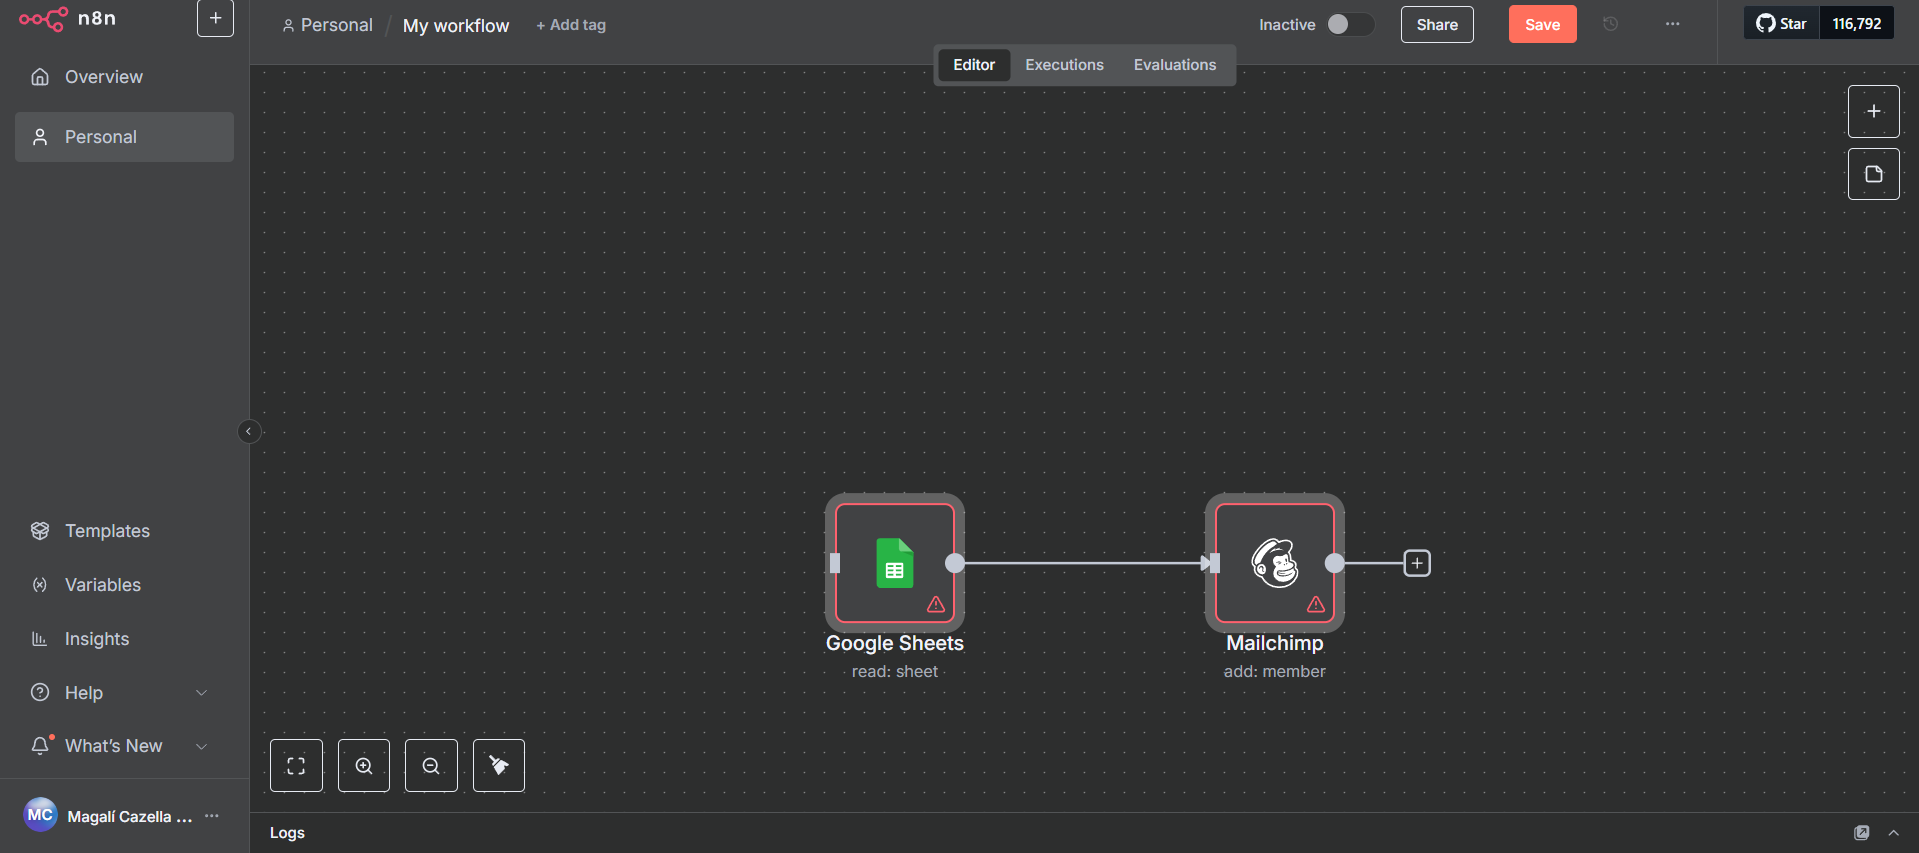 n8n
+
Personal / My workflow + Add tag
Inactive
Share
Save
...
Star 116,792
Editor Executions Evaluations
Overview
Personal
Templates
Variables
Insights
Help
What's New
MC Magalí Cazella ... ...
Google Sheets
read: sheet
Mailchimp
add: member
Logs